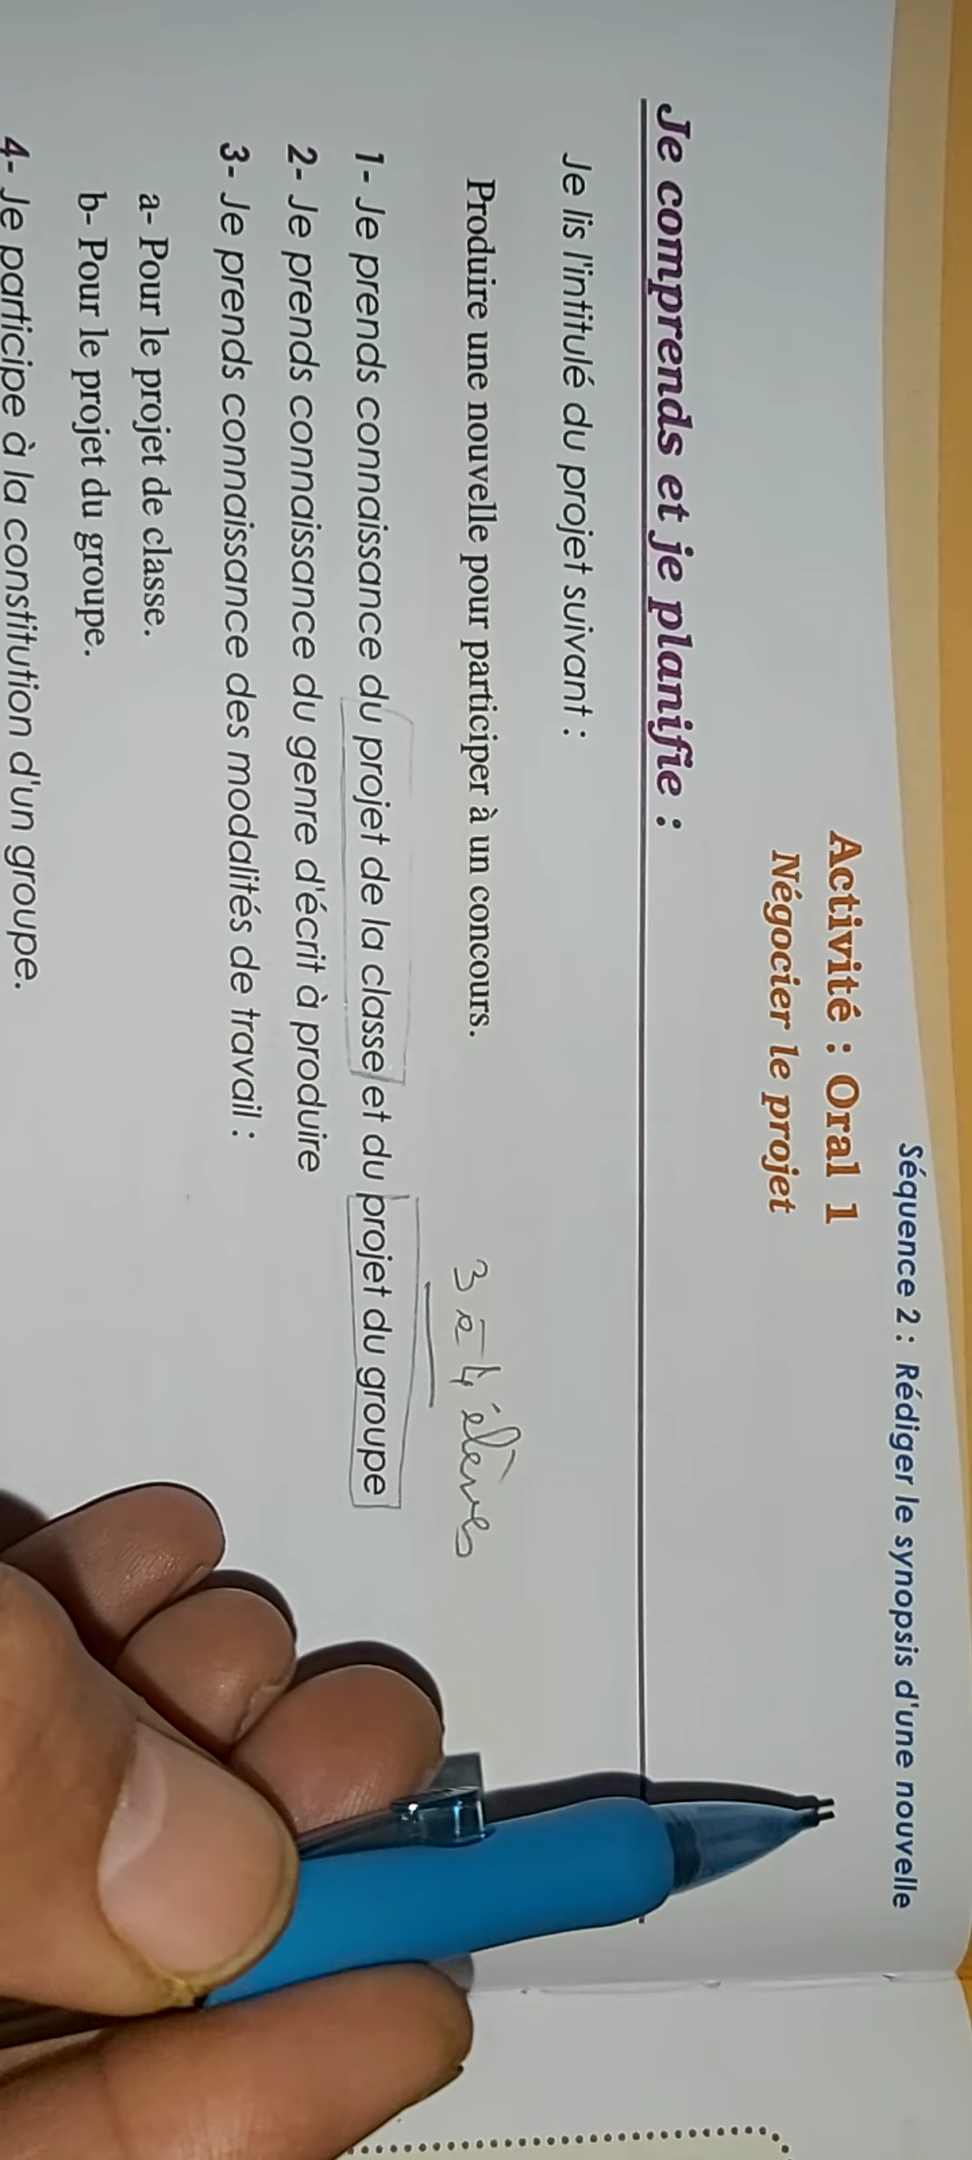 Séquence 2 : Rédiger le synopsis d'une nouvelle
Activité : Oral 1
Négocier le projet
Je comprends et je planifie :
Je lis l'intitulé du projet suivant :
Produire une nouvelle pour participer à un concours.
3 à 4 élèves
1- Je prends connaissance du projet de la classe et du projet du groupe
2- Je prends connaissance du genre d'écrit à produire
3- Je prends connaissance des modalités de travail :
a- Pour le projet de classe.
b- Pour le projet du groupe.
4- Je participe à la constitution d'un groupe.